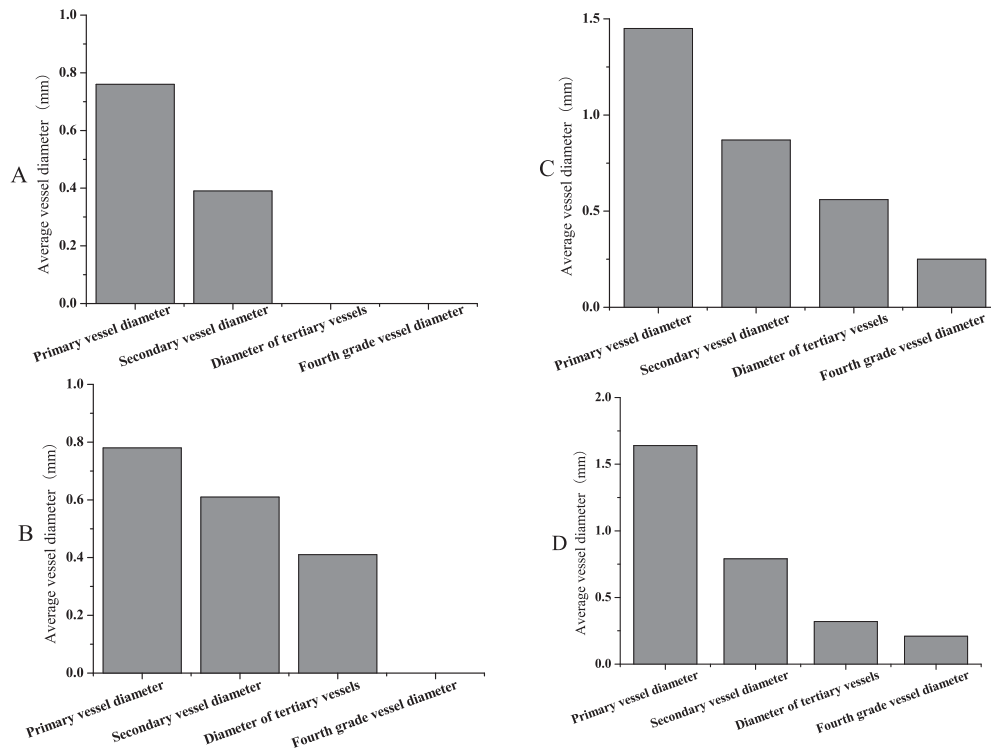 A
Average vessel diameter (mm)
1.0
0.8
0.6
0.4
0.2
0.0
Primary vessel diameter
Secondary vessel diameter
Diameter of tertiary vessels
Fourth grade vessel diameter
C
Average vessel diameter (mm)
1.5
1.0
0.5
0.0
Primary vessel diameter
Secondary vessel diameter
Diameter of tertiary vessels
Fourth grade vessel diameter
B
Average vessel diameter (mm)
1.0
0.8
0.6
0.4
0.2
0.0
Primary vessel diameter
Secondary vessel diameter
Diameter of tertiary vessels
Fourth grade vessel diameter
D
Average vessel diameter (mm)
2.0
1.5
1.0
0.5
0.0
Primary vessel diameter
Secondary vessel diameter
Diameter of tertiary vessels
Fourth grade vessel diameter